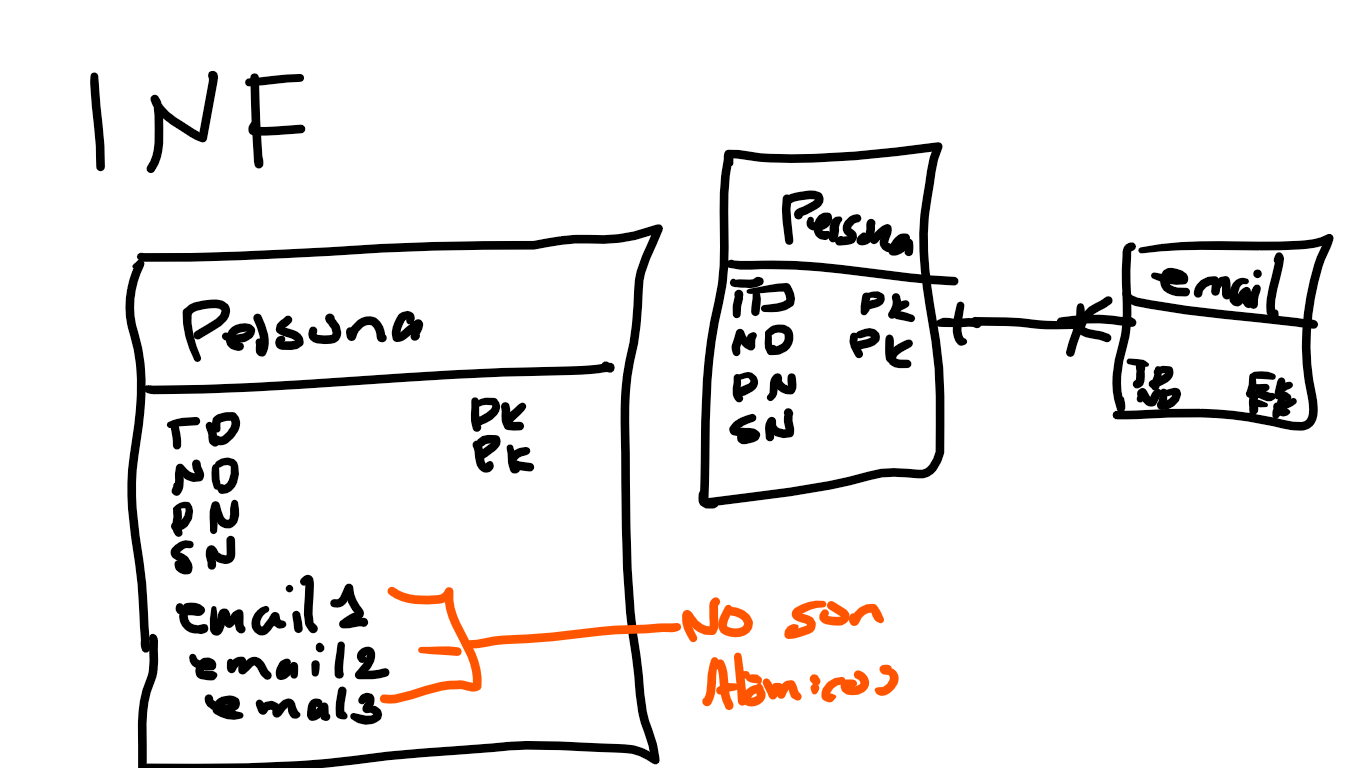 1NF
Persona
TD PK
ND PK
PN
SN
email1
email2
emal3
No son
Atómicos
Persona
TD PK
ND PK
PN
SN
email
TD FK
ND FK